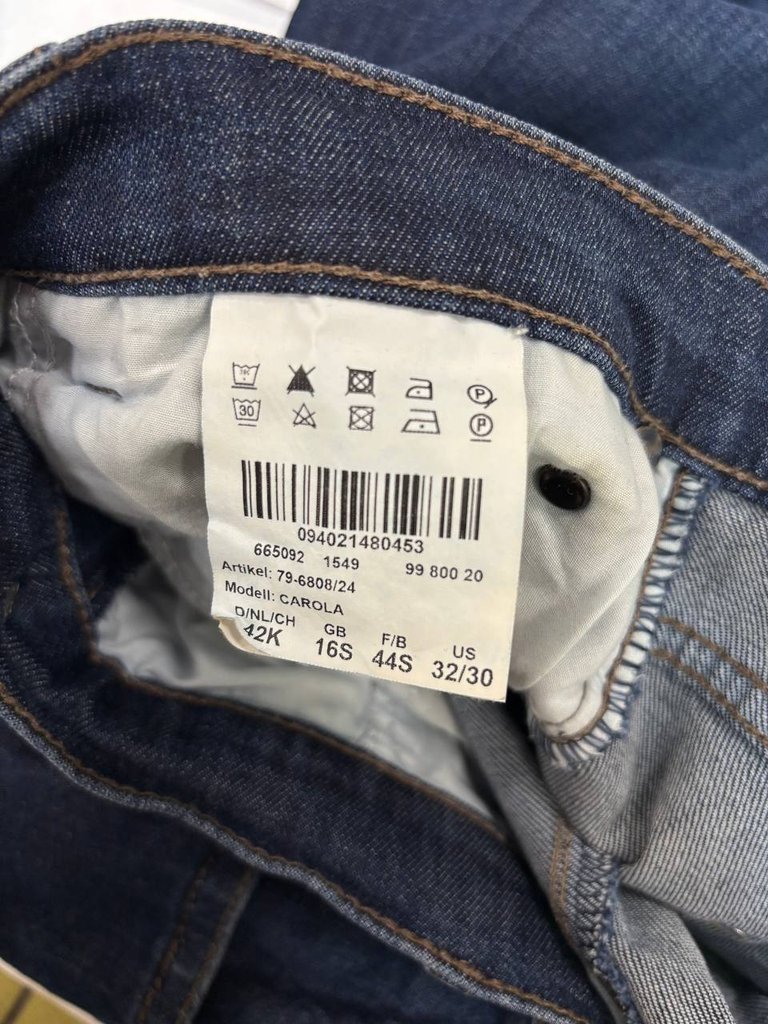 P
30 P
094021480453
665092 1549 99 800 20
Artikel: 79-6808/24
Modell: CAROLA
D/NL/CH GB F/B US
42K 16S 44S 32/30